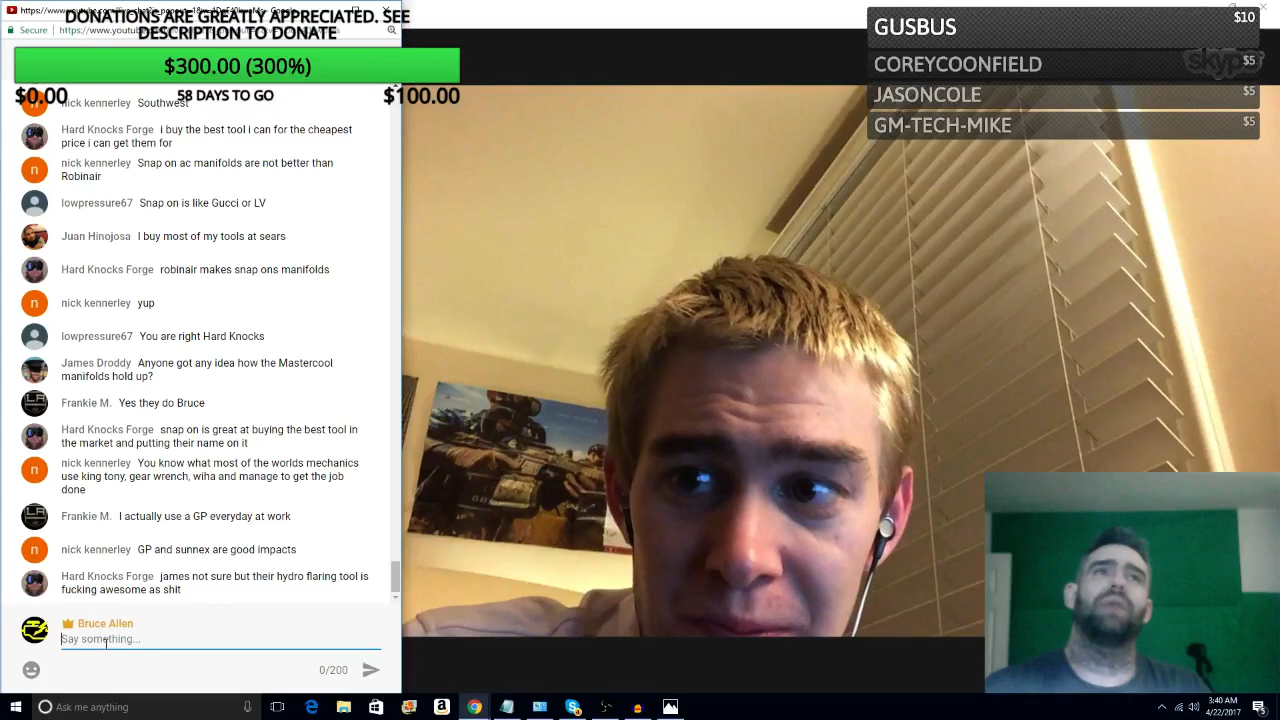 DONATIONS ARE GREATLY APPRECIATED. SEE
DESCRIPTION TO DONATE
Secure
$300.00 (300%)
$0.00
58 DAYS TO GO
$100.00
GUSBUS $10
COREYCOONFIELD $5
JASONCOLE $5
GM-TECH-MIKE $5
skype
nick kennerley Southwest
Hard Knocks Forge i buy the best tool i can for the cheapest
price i can get them for
nick kennerley Snap on ac manifolds are not better than
Robinair
lowpressure67 Snap on is like Gucci or LV
Juan Hinojosa I buy most of my tools at sears
Hard Knocks Forge robinair makes snap ons manifolds
nick kennerley yup
lowpressure67 You are right Hard Knocks
James Droddy Anyone got any idea how the Mastercool
manifolds hold up?
Frankie M. Yes they do Bruce
Hard Knocks Forge snap on is great at buying the best tool in
the market and putting their name on it
nick kennerley You know what most of the worlds mechanics
use king tony, gear wrench, wiha and manage to get the job
done
Frankie M. I actually use a GP everyday at work
nick kennerley GP and sunnex are good impacts
Hard Knocks Forge james not sure but their hydro flaring tool is
fucking awesome as shit
Bruce Allen
Say something...
0/200
Ask me anything
3:40 AM
4/22/2017